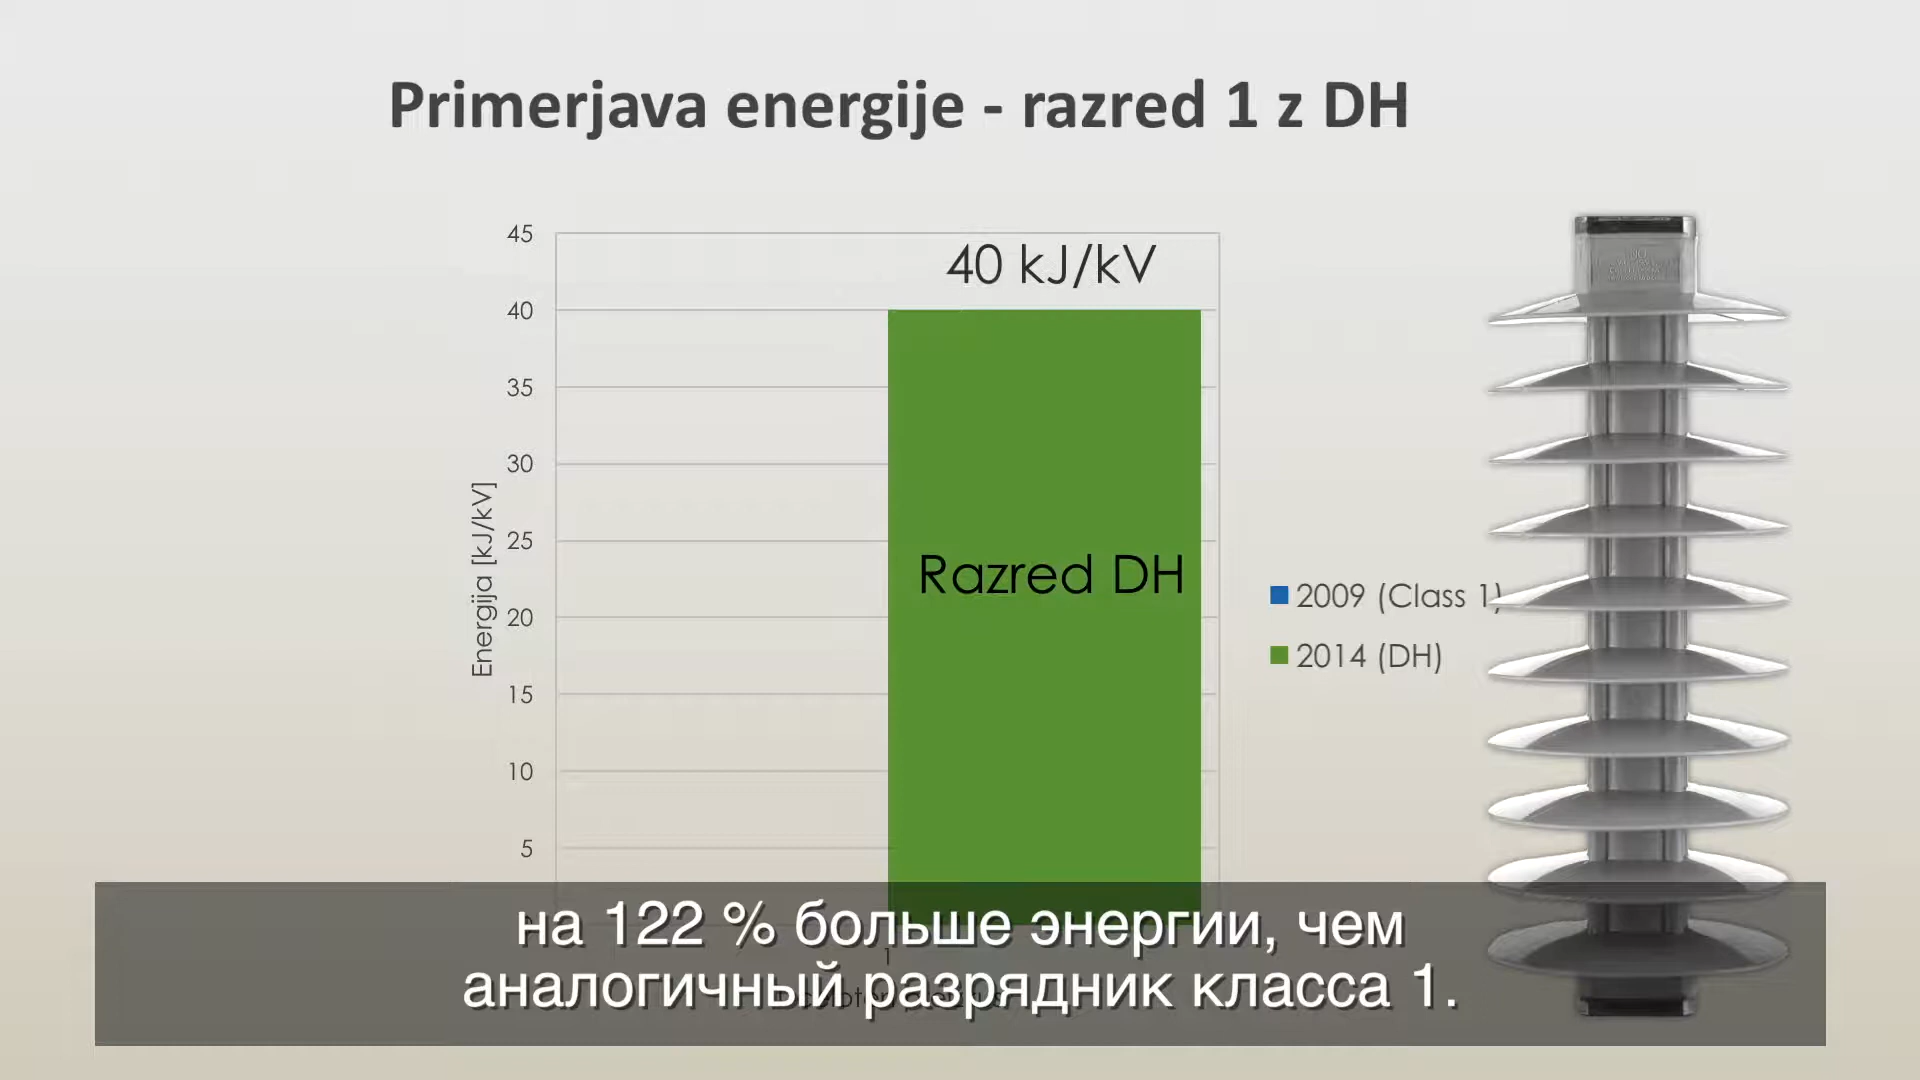 Primerjava energije - razred 1 z DH
40 kJ/kV
45
40
35
30
25
20
15
10
5
Energija [kJ/kV]
Razred DH
2009 (Class 1)
2014 (DH)
1
на 122 % больше энергии, чем
аналогичный разрядник класса 1.